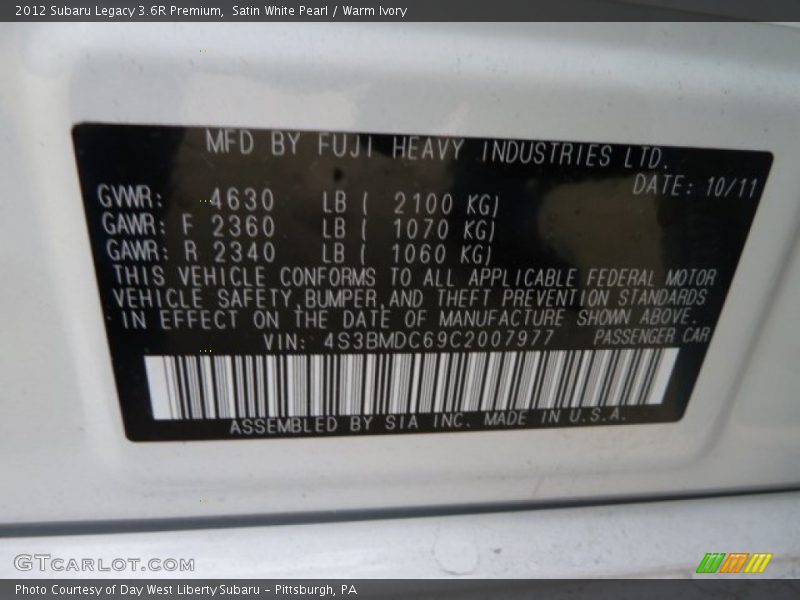 2012 Subaru Legacy 3.6R Premium,  Satin White Pearl / Warm Ivory
MFD BY FUJI HEAVY INDUSTRIES LTD.
DATE: 10/11
GVWR: 4630 LB ( 2100 KG)
GAWR: F 2360 LB ( 1070 KG)
GAWR: R 2340 LB ( 1060 KG)
THIS VEHICLE CONFORMS TO ALL APPLICABLE FEDERAL MOTOR
VEHICLE SAFETY, BUMPER, AND THEFT PREVENTION STANDARDS
IN EFFECT ON THE DATE OF MANUFACTURE SHOWN ABOVE.
VIN: 4S3BMDC69C2007977 PASSENGER CAR
ASSEMBLED BY SIA INC. MADE IN U.S.A.
GTCARLOT.COM
Photo Courtesy of Day West Liberty Subaru - Pittsburgh, PA